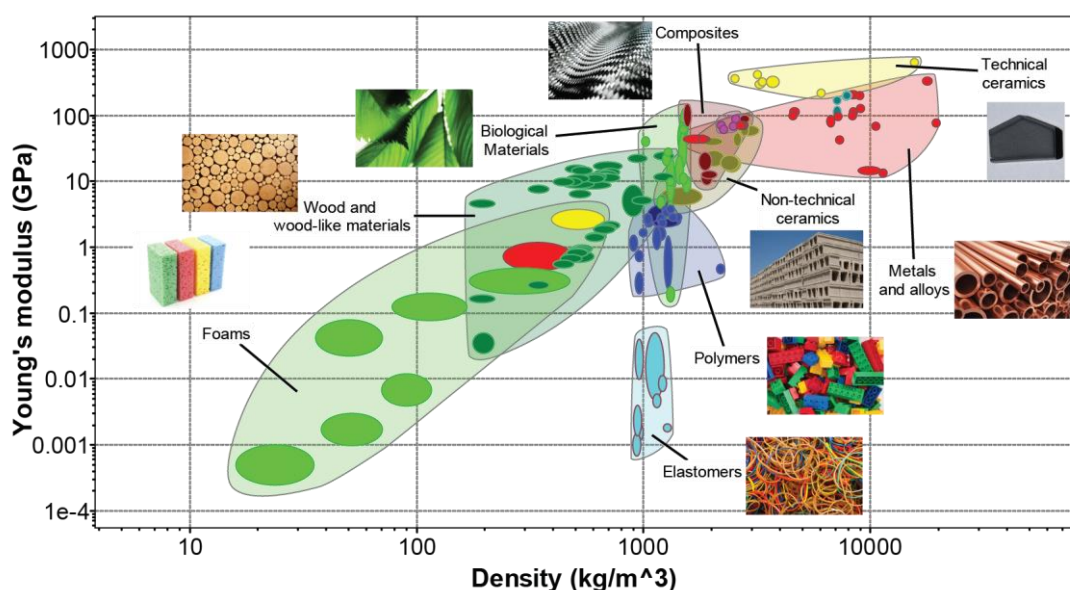 1000
100
10
1
0.1
0.01
0.001
1e-4
Young's modulus (GPa)
10
100
1000
10000
Density (kg/m^3)
Composites
Technical
ceramics
Biological
Materials
Wood and
wood-like materials
Non-technical
ceramics
Metals
and alloys
Foams
Polymers
Elastomers